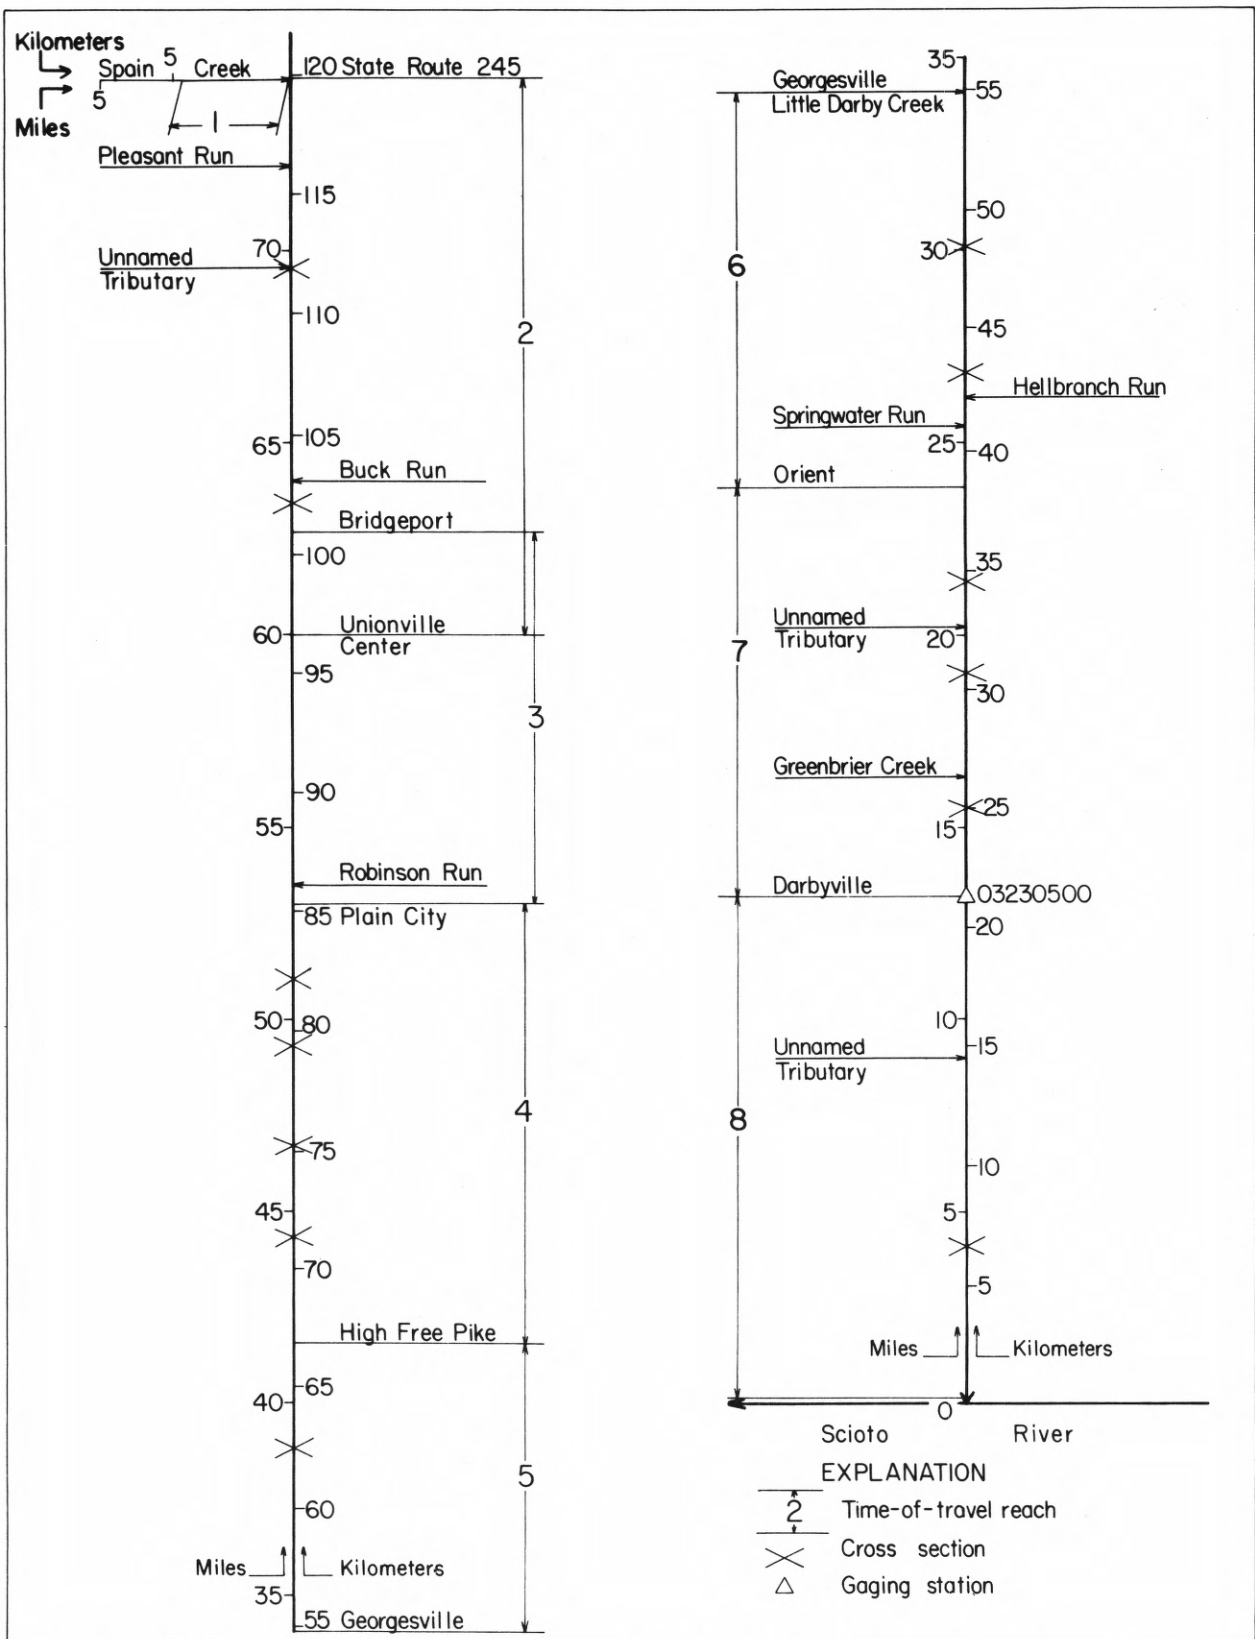 Kilometers
5
Spain Creek
120 State Route 245
5
Miles
1
Pleasant Run
115
70
Unnamed
Tributary
110
2
65
105
Buck Run
Bridgeport
100
Unionville
60
Center
95
3
90
55
Robinson Run
85 Plain City
50
80
4
75
45
70
High Free Pike
65
40
5
60
Miles
Kilometers
35
55 Georgesville
35
Georgesville
55
Little Darby Creek
50
30
6
45
Hellbranch Run
Springwater Run
25
40
Orient
35
Unnamed
20
Tributary
7
30
Greenbrier Creek
25
15
Darbyville
03230500
20
10
15
Unnamed
Tributary
8
10
5
5
Miles
Kilometers
0
Scioto River
EXPLANATION
2 Time-of-travel reach
Cross section
Gaging station